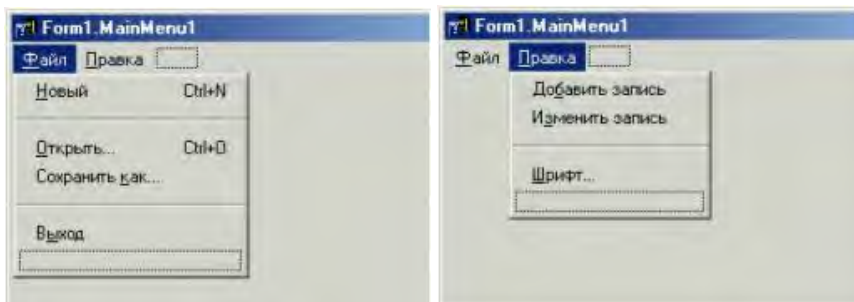 Form1.MainMenu1
Файл Правка
Новый Ctrl+N
Открыть... Ctrl+O
Сохранить как...
Выход
Form1.MainMenu1
Файл Правка
Добавить запись
Изменить запись
Шрифт...